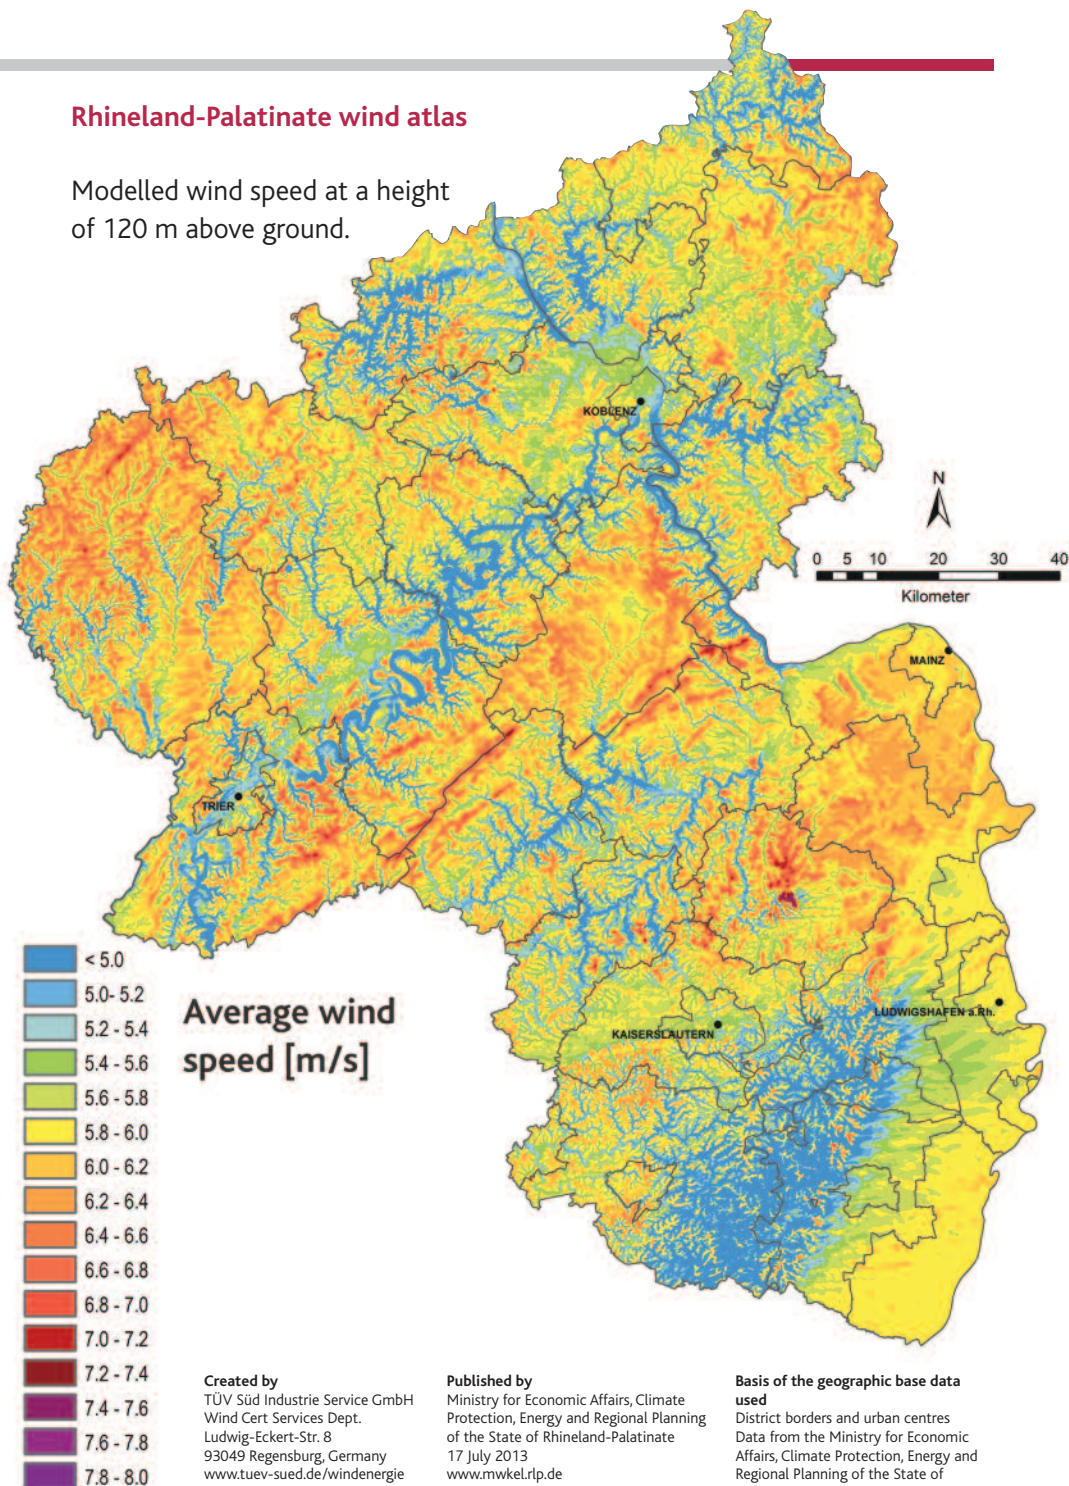 Rhineland-Palatinate wind atlas
Modelled wind speed at a height
of 120 m above ground.
KOBLENZ
N
0 5 10 20 30 40
Kilometer
MAINZ
TRIER
LUDWIGSHAFEN a.Rh.
KAISERSLAUTERN
Average wind
speed [m/s]
< 5.0
5.0- 5.2
5.2 - 5.4
5.4 - 5.6
5.6 - 5.8
5.8 - 6.0
6.0 - 6.2
6.2 - 6.4
6.4 - 6.6
6.6 - 6.8
6.8 - 7.0
7.0 - 7.2
7.2 - 7.4
7.4 - 7.6
7.6 - 7.8
7.8 - 8.0
Created by
TÜV Süd Industrie Service GmbH
Wind Cert Services Dept.
Ludwig-Eckert-Str. 8
93049 Regensburg, Germany
www.tuev-sued.de/windenergie
Published by
Ministry for Economic Affairs, Climate
Protection, Energy and Regional Planning
of the State of Rhineland-Palatinate
17 July 2013
www.mwkel.rlp.de
Basis of the geographic base data
used
District borders and urban centres
Data from the Ministry for Economic
Affairs, Climate Protection, Energy and
Regional Planning of the State of